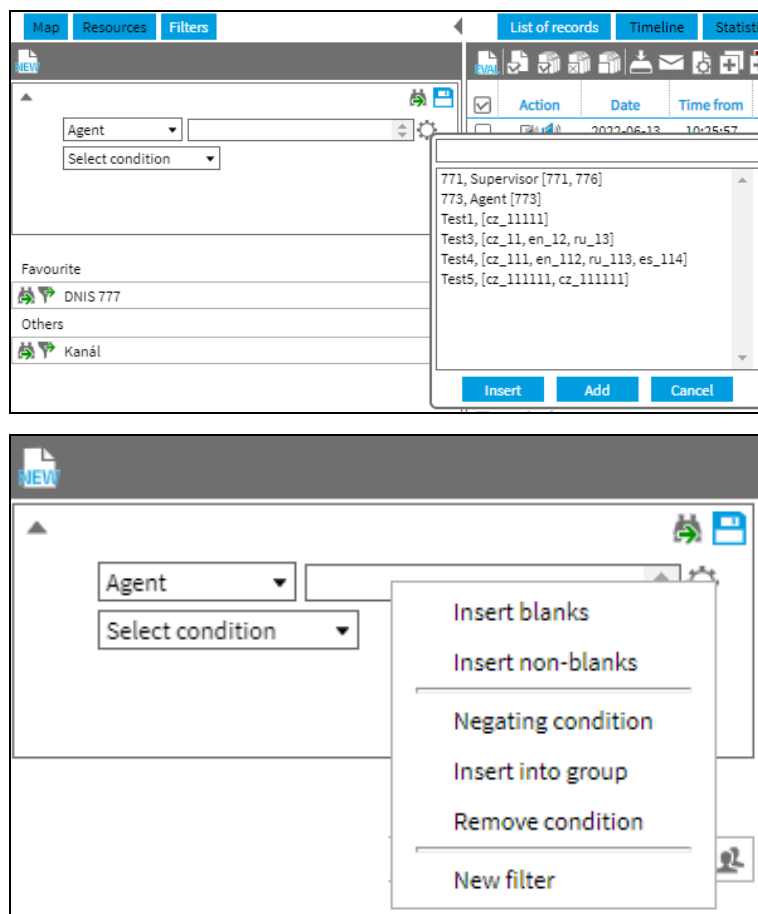 Map Resources Filters List of records Timeline Statisti
NEW EVAL
Action Date Time from
Agent 2022-06-13 10:25:57
Select condition
771, Supervisor [771, 776]
773, Agent [773]
Test1, [cz_11111]
Test3, [cz_11, en_12, ru_13]
Test4, [cz_111, en_112, ru_113, es_114]
Test5, [cz_111111, cz_111111]
Favourite
DNIS 777
Others
Kanál
Insert Add Cancel
NEW
Agent
Select condition
Insert blanks
Insert non-blanks
Negating condition
Insert into group
Remove condition
New filter